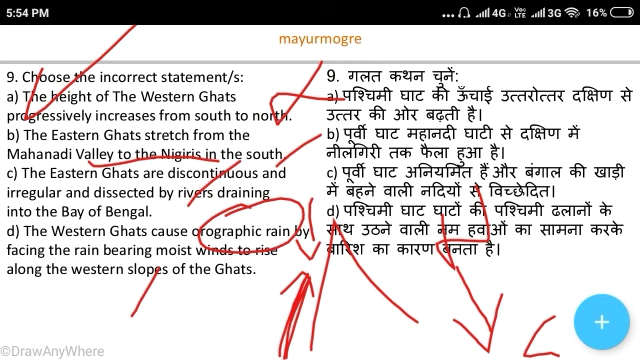 5:54 PM
... 4G Vo LTE 3G 16%
mayurmogre
9. Choose the incorrect statement/s:
a) The height of The Western Ghats
progressively increases from south to north.
b) The Eastern Ghats stretch from the
Mahanadi Valley to the Nigiris in the south
c) The Eastern Ghats are discontinuous and
irregular and dissected by rivers draining
into the Bay of Bengal.
d) The Western Ghats cause orographic rain by
facing the rain bearing moist winds to rise
along the western slopes of the Ghats.
9. गलत कथन चुनें:
a) पश्चिमी घाट की ऊँचाई उत्तरोत्तर दक्षिण से
उत्तर की ओर बढ़ती है।
b) पूर्वी घाट महानदी घाटी से दक्षिण में
नीलगिरी तक फैला हुआ है।
c) पूर्वी घाट अनियमित हैं और बंगाल की खाड़ी
में बहने वाली नदियों से विच्छेदित।
d) पश्चिमी घाट घाटों की पश्चिमी ढलानों के
साथ उठने वाली नम हवाओं का सामना करके
बारिश का कारण बनता है।
©DrawAnyWhere